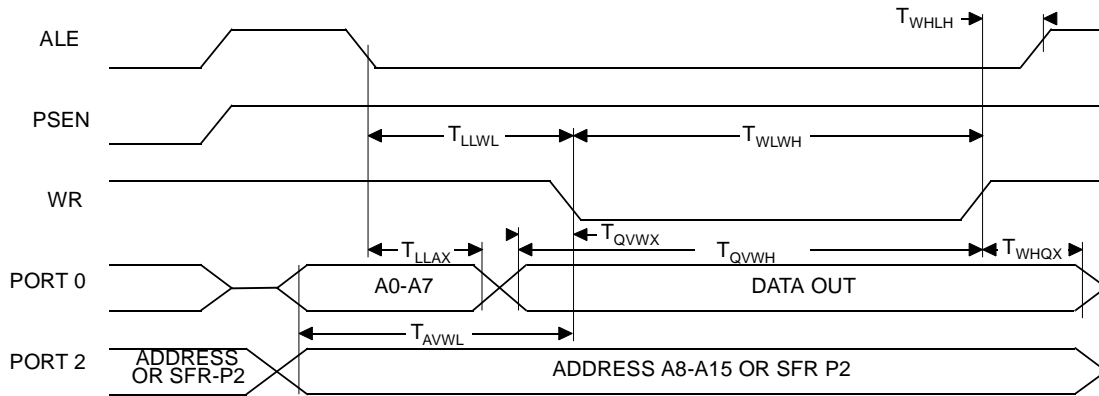 T_WHLH
ALE
PSEN
T_LLWL
T_WLWH
WR
T_QVWX
T_LLAX
T_QVWH
T_WHQX
PORT 0
A0-A7
DATA OUT
T_AVWL
PORT 2
ADDRESS
OR SFR-P2
ADDRESS A8-A15 OR SFR P2